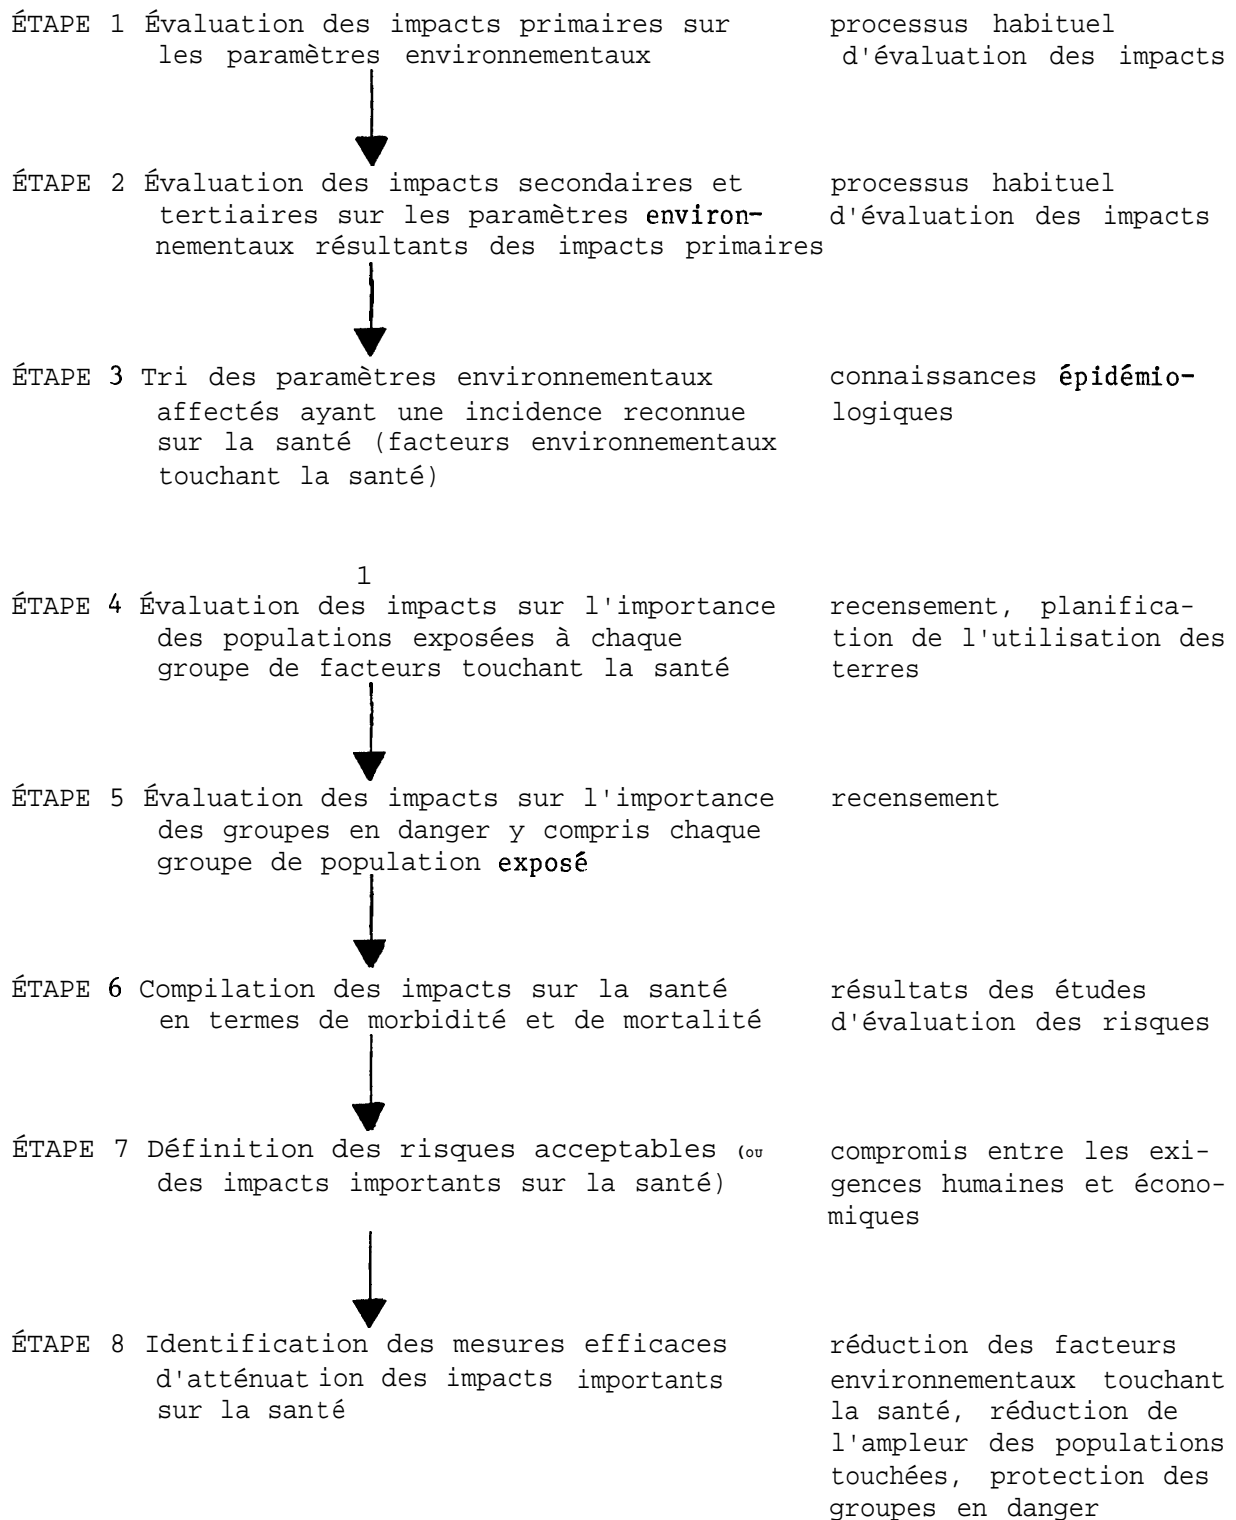 ÉTAPE 1 Évaluation des impacts primaires sur processus habituel
les paramètres environnementaux d'évaluation des impacts
ÉTAPE 2 Évaluation des impacts secondaires et processus habituel
tertiaires sur les paramètres environ- d'évaluation des impacts
nementaux résultants des impacts primaires
ÉTAPE 3 Tri des paramètres environnementaux connaissances épidémio-
affectés ayant une incidence reconnue logiques
sur la santé (facteurs environnementaux
touchant la santé)
1
ÉTAPE 4 Évaluation des impacts sur l'importance recensement, planifica-
des populations exposées à chaque tion de l'utilisation des
groupe de facteurs touchant la santé terres
ÉTAPE 5 Évaluation des impacts sur l'importance recensement
des groupes en danger y compris chaque
groupe de population exposé
ÉTAPE 6 Compilation des impacts sur la santé résultats des études
en termes de morbidité et de mortalité d'évaluation des risques
ÉTAPE 7 Définition des risques acceptables (ou compromis entre les exi-
des impacts importants sur la santé) gences humaines et écono-
miques
ÉTAPE 8 Identification des mesures efficaces réduction des facteurs
d'atténuat ion des impacts importants environnementaux touchant
sur la santé la santé, réduction de
l'ampleur des populations
touchées, protection des
groupes en danger